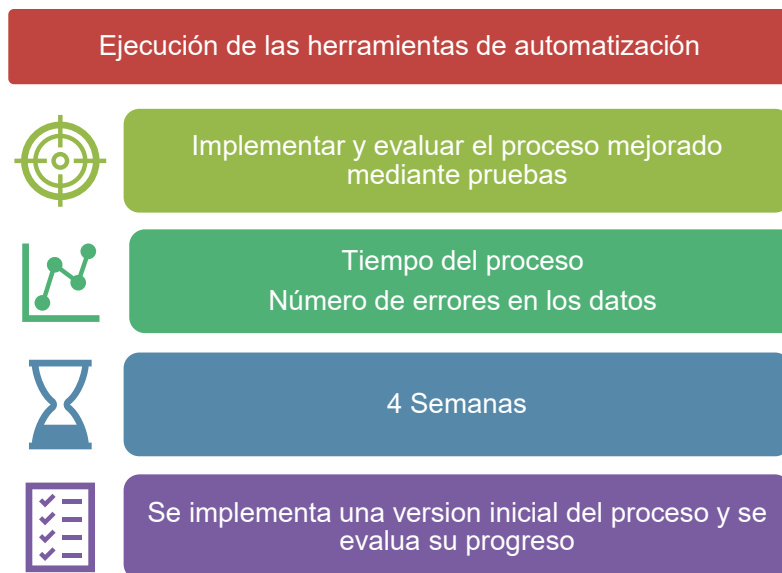 Ejecución de las herramientas de automatización
Implementar y evaluar el proceso mejorado
mediante pruebas
Tiempo del proceso
Número de errores en los datos
4 Semanas
Se implementa una version inicial del proceso y se
evalua su progreso